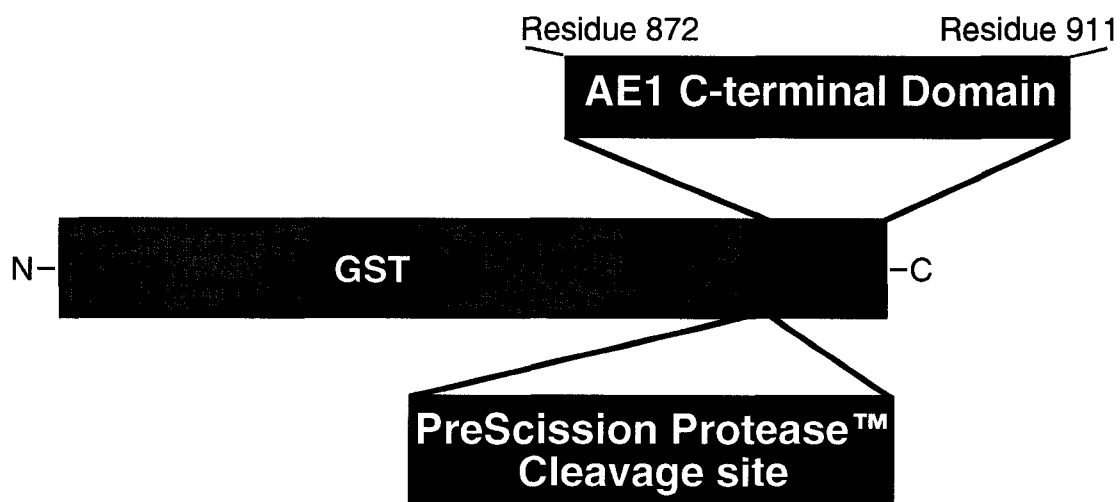 Residue 872 Residue 911
AE1 C-terminal Domain
N- GST -C
PreScission Protease™
Cleavage site